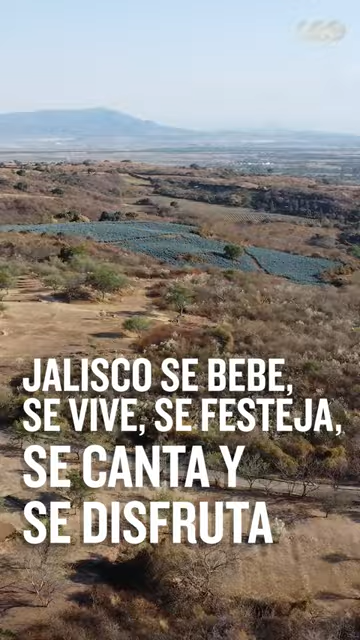 JALISCO SE BEBE,
SE VIVE, SE FESTEJA,
SE CANTA Y
SE DISFRUTA